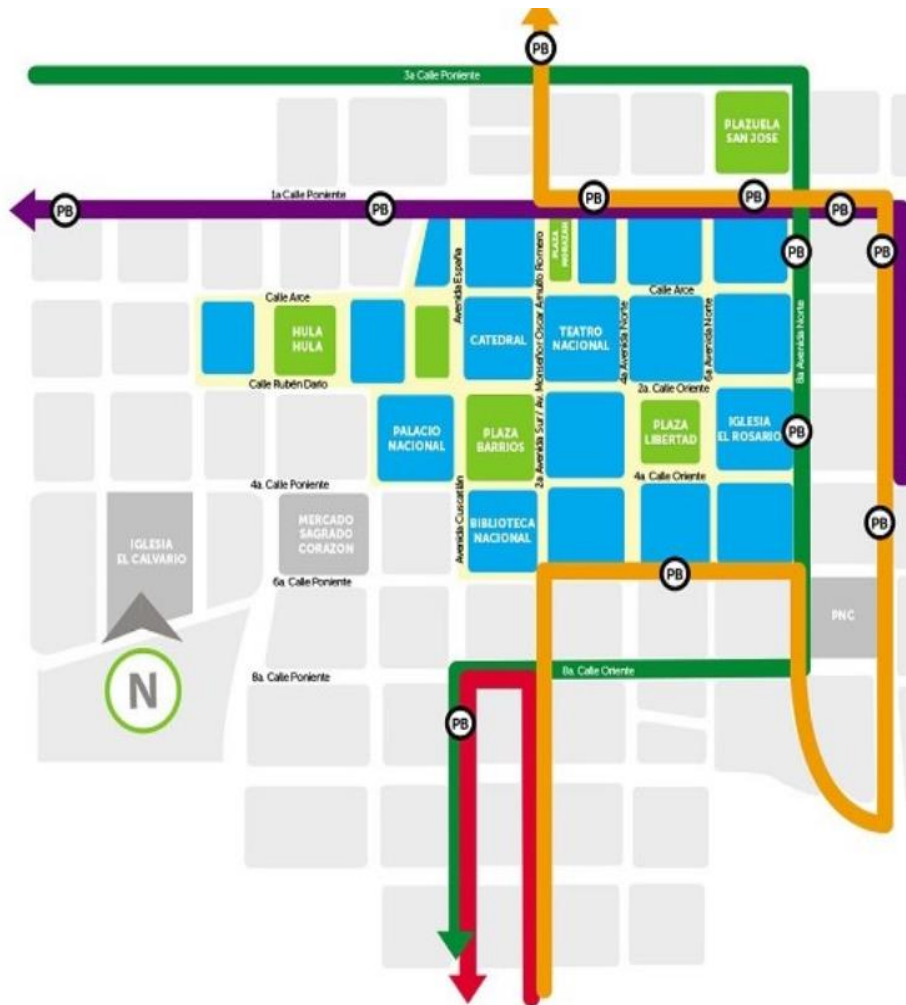 PB
3a Calle Poniente
PLAZUELA
SAN JOSE
1a Calle Poniente
PB
PB
PB
PB
PB
PLAZA
MORAZAN
Avenida España
2a Avenida Sur / Av. Monseñor Oscar Arnulfo Romero
PB
PB
Calle Arce
Calle Arce
HULA
HULA
CATEDRAL
TEATRO
NACIONAL
4a Avenida Norte
6a Avenida Norte
8a Avenida Norte
Calle Rubén Darío
2a. Calle Oriente
PALACIO
NACIONAL
PLAZA
BARRIOS
PLAZA
LIBERTAD
IGLESIA
EL ROSARIO
PB
4a. Calle Poniente
4a. Calle Oriente
IGLESIA
EL CALVARIO
MERCADO
SAGRADO
CORAZON
Avenida Cuscatlán
BIBLIOTECA
NACIONAL
PB
6a. Calle Poniente
PB
PNC
8a. Calle Poniente
8a. Calle Oriente
N
PB